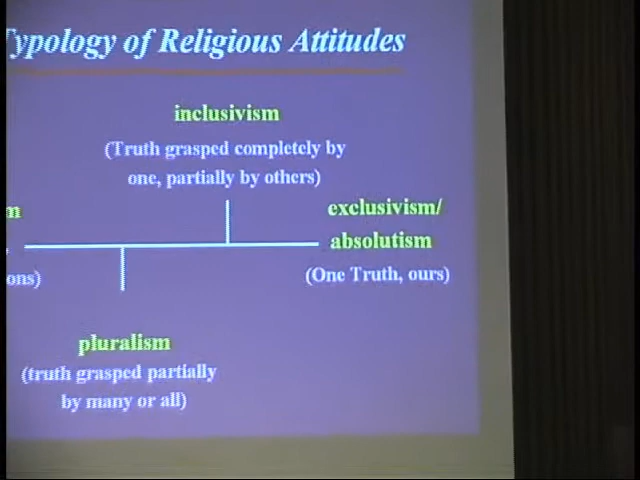 Typology of Religious Attitudes
inclusivism
(Truth grasped completely by
one, partially by others)
exclusivism/
absolutism
(One Truth, ours)
m
ons)
pluralism
(truth grasped partially
by many or all)